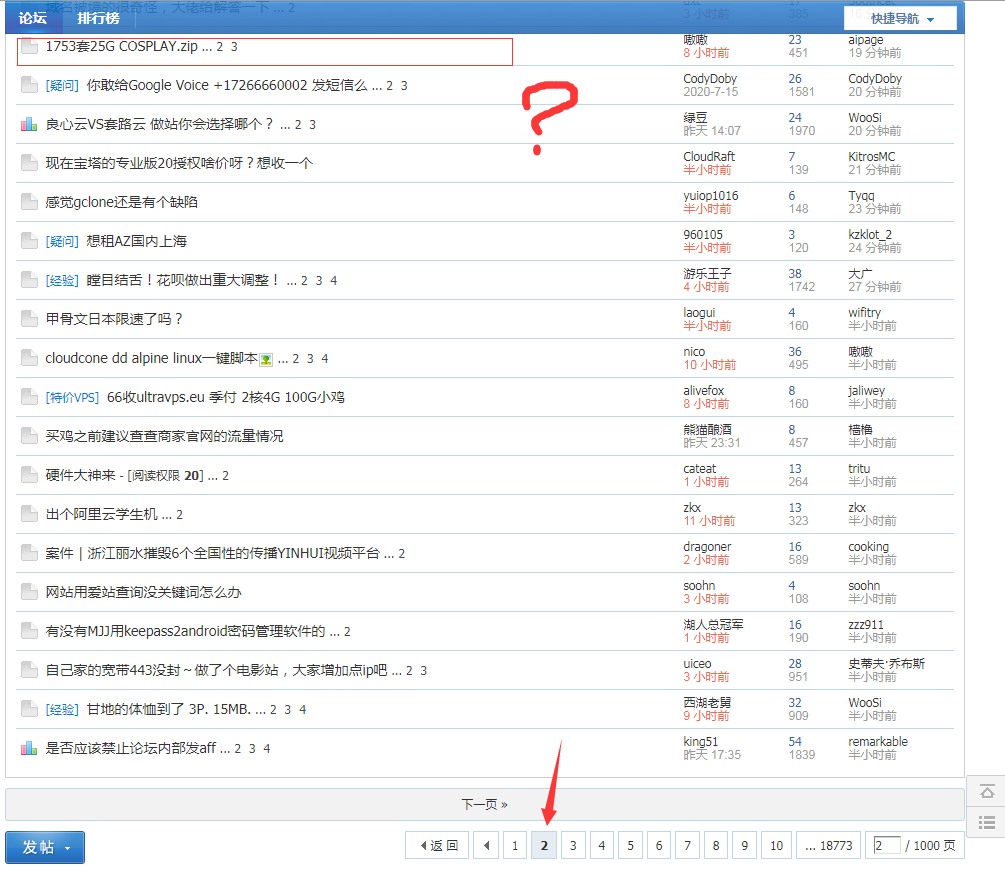 域名被墙的很奇怪，大佬给解答一下 ... 2
论坛 排行榜 快捷导航
3 小时前 385
1753套25G COSPLAY.zip ... 2 3 嗷嗷 23 aipage
8 小时前 451 19 分钟前
[疑问] 你敢给Google Voice +17266660002 发短信么 ... 2 3 CodyDoby 26 CodyDoby
2020-7-15 1581 20 分钟前
良心云VS套路云 做站你会选择哪个？ ... 2 3 绿豆 24 WooSi
昨天 14:07 1970 20 分钟前
现在宝塔的专业版20授权啥价呀？想收一个 CloudRaft 7 KitrosMC
半小时前 139 21 分钟前
感觉gclone还是有个缺陷 yuiop1016 6 Tyqq
半小时前 148 23 分钟前
[疑问] 想租AZ国内上海 960105 3 kzklot_2
半小时前 120 24 分钟前
[经验] 瞠目结舌！花呗做出重大调整！ ... 2 3 4 游乐王子 38 大广
4 小时前 1742 27 分钟前
甲骨文日本限速了吗？ laogui 4 wifitry
半小时前 160 半小时前
cloudcone dd alpine linux一键脚本 ... 2 3 4 nico 36 嗷嗷
10 小时前 495 半小时前
[特价VPS] 66收ultravps.eu 季付 2核4G 100G小鸡 alivefox 8 jaliwey
8 小时前 160 半小时前
买鸡之前建议查查商家官网的流量情况 熊猫酿酒 8
昨天 23:31 457 半小时前
硬件大神来 - [阅读权限 20] ... 2 cateat 13 tritu
1 小时前 264 半小时前
出个阿里云学生机 ... 2 zkx 13 zkx
11 小时前 323 半小时前
案件 | 浙江丽水摧毁6个全国性的传播YINHUI视频平台 ... 2 dragoner 16 cooking
2 小时前 589 半小时前
网站用爱站查询没关键词怎么办 soohn 4 soohn
3 小时前 108 半小时前
有没有MJJ用keepass2android密码管理软件的 ... 2 湖人总冠军 16 zzz911
1 小时前 190 半小时前
自己家的宽带443没封～做了个电影站，大家增加点ip吧 ... 2 3 uiceo 28 史蒂夫·乔布斯
3 小时前 951 半小时前
[经验] 甘地的体恤到了 3P. 15MB. ... 2 3 4 西湖老舅 32 WooSi
9 小时前 909 半小时前
是否应该禁止论坛内部发aff ... 2 3 4 king51 54 remarkable
昨天 17:35 1839 半小时前
下一页 »
发帖 返回 1 2 3 4 5 6 7 8 9 10 ... 18773 2 / 1000 页